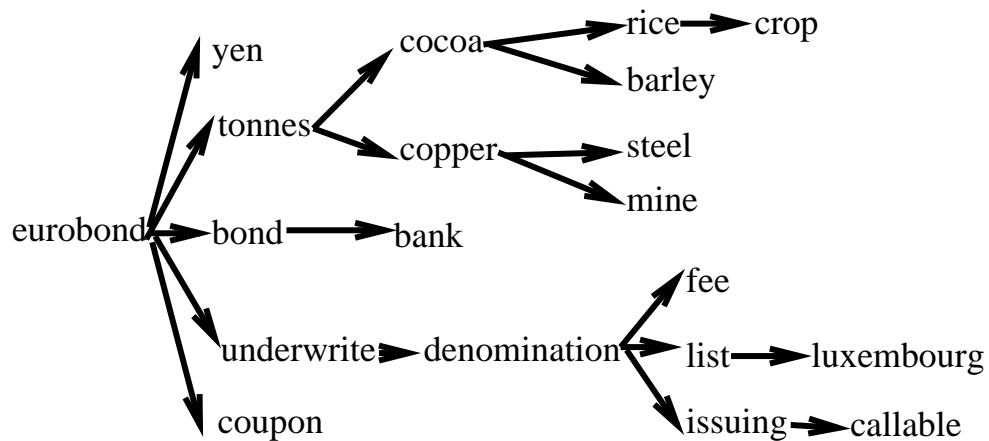 rice crop
cocoa
yen
barley
tonnes
copper
steel
mine
eurobond bond bank
fee
underwrite denomination list luxembourg
coupon issuing callable